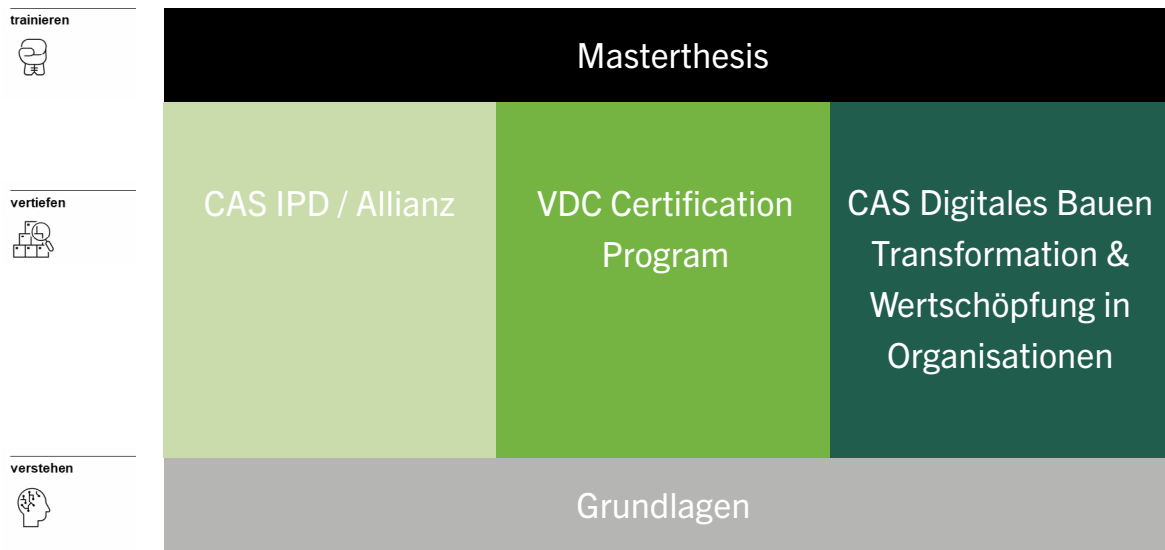 trainieren
Masterthesis
vertiefen
CAS IPD / Allianz
VDC Certification
Program
CAS Digitales Bauen
Transformation &
Wertschöpfung in
Organisationen
verstehen
Grundlagen